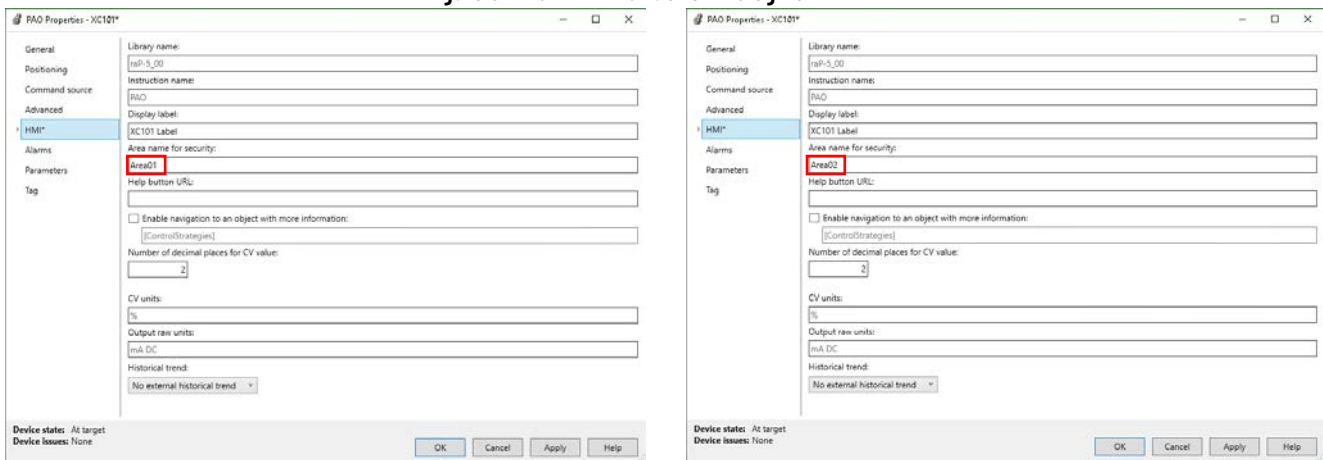 PAO Properties - XC101*
General
Positioning
Command source
Advanced
HMI*
Alarms
Parameters
Tag
Library name:
raP-5_00
Instruction name:
PAO
Display label:
XC101 Label
Area name for security:
Area01
Help button URL:
Enable navigation to an object with more information:
[ControlStrategies]
Number of decimal places for CV value:
2
CV units:
%
Output raw units:
mA DC
Historical trend:
No external historical trend
Device state: At target
Device issues: None
OK Cancel Apply Help
PAO Properties - XC101*
General
Positioning
Command source
Advanced
HMI*
Alarms
Parameters
Tag
Library name:
raP-5_00
Instruction name:
PAO
Display label:
XC101 Label
Area name for security:
Area02
Help button URL:
Enable navigation to an object with more information:
[ControlStrategies]
Number of decimal places for CV value:
2
CV units:
%
Output raw units:
mA DC
Historical trend:
No external historical trend
Device state: At target
Device issues: None
OK Cancel Apply Help